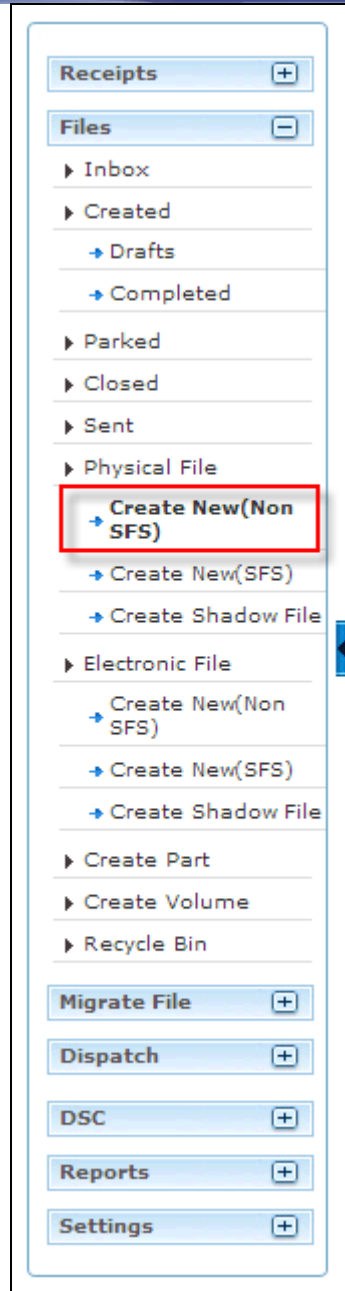 Receipts
Files
Inbox
Created
Drafts
Completed
Parked
Closed
Sent
Physical File
Create New(Non
SFS)
Create New(SFS)
Create Shadow File
Electronic File
Create New(Non
SFS)
Create New(SFS)
Create Shadow File
Create Part
Create Volume
Recycle Bin
Migrate File
Dispatch
DSC
Reports
Settings